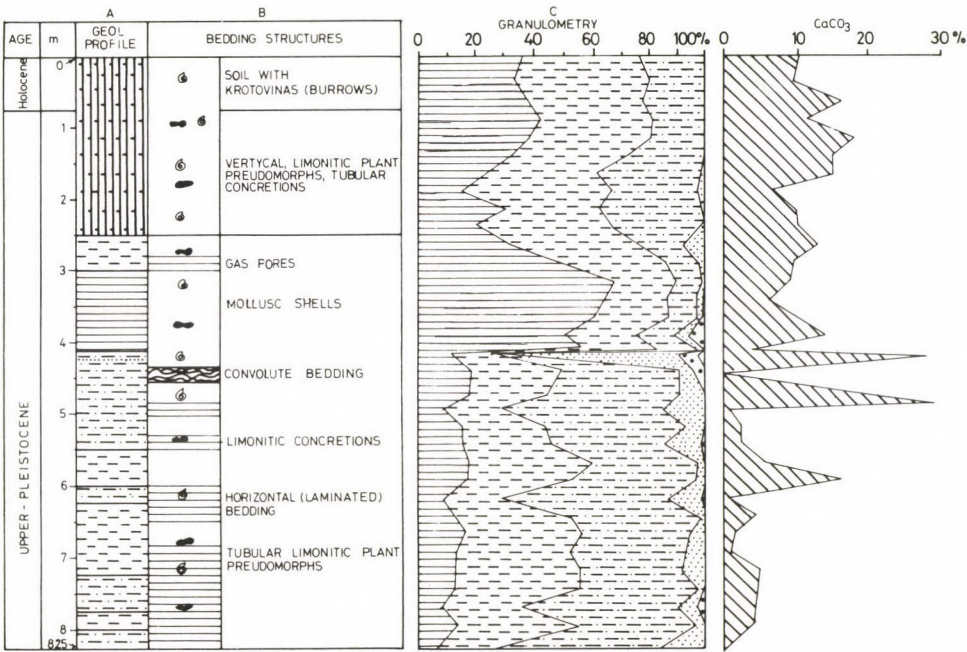 A
B
C
AGE
m
GEOL
PROFILE
BEDDING STRUCTURES
GRANULOMETRY
0 20 40 60 80 100%
CaCO3
0 10 20 30 %
Holocene
UPPER - PLEISTOCENE
0
1
2
3
4
5
6
7
8
825
SOIL WITH
KROTOVINAS (BURROWS)
VERTYCAL, LIMONITIC PLANT
PREUDOMORPHS, TUBULAR
CONCRETIONS
GAS PORES
MOLLUSC SHELLS
CONVOLUTE BEDDING
LIMONITIC CONCRETIONS
HORIZONTAL (LAMINATED)
BEDDING
TUBULAR LIMONITIC PLANT
PREUDOMORPHS